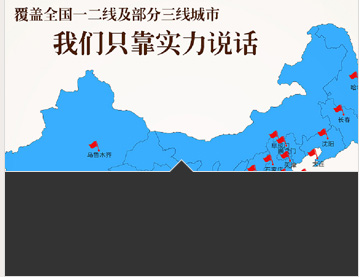 覆盖全国一二线及部分三线城市
我们只靠实力说话
哈
长春
沈阳
乌鲁木齐
大连
石家庄